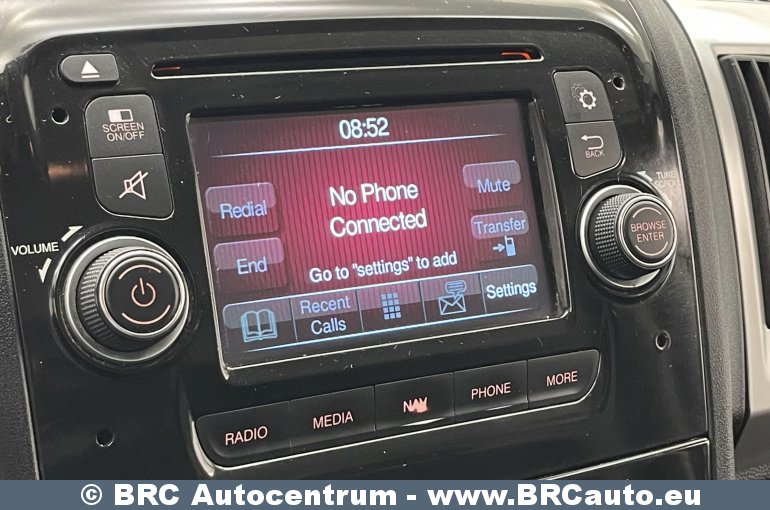 08:52
SCREEN
ON/OFF
No Phone
Connected
Redial
Mute
End
Transfer
Go to "settings" to add
Recent
Calls
Settings
VOLUME
BACK
TUNE
SCROLL
BROWSE
ENTER
RADIO
MEDIA
NAV
PHONE
MORE
© BRC Autocentrum - www.BRCauto.eu